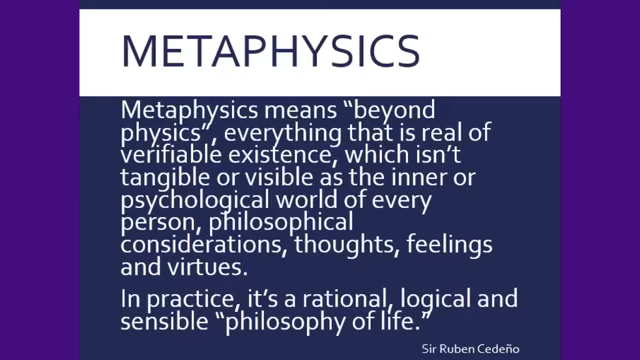 METAPHYSICS
Metaphysics means “beyond
physics”, everything that is real of
verifiable existence, which isn’t
tangible or visible as the inner or
psychological world of every
person, philosophical
considerations, thoughts, feelings
and virtues.
In practice, it’s a rational, logical and
sensible “philosophy of life.”
Sir Ruben Cedeño